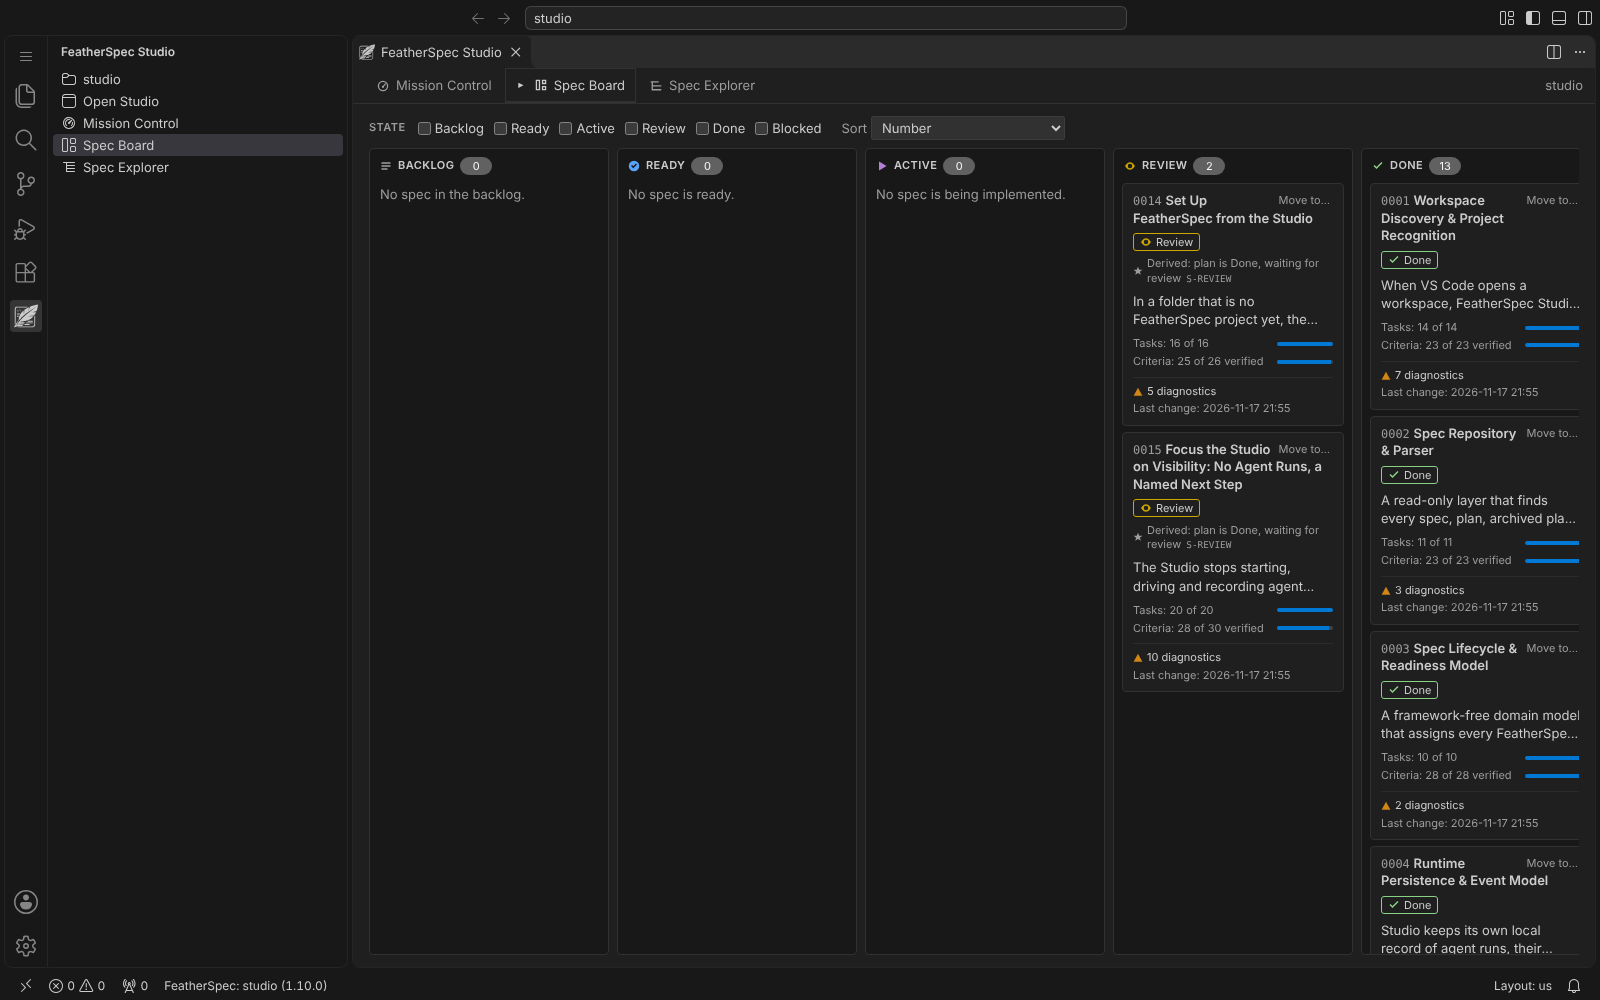 studio
FeatherSpec Studio
studio
Open Studio
Mission Control
Spec Board
Spec Explorer
FeatherSpec Studio
Mission Control
Spec Board
Spec Explorer
studio
STATE
Backlog
Ready
Active
Review
Done
Blocked
Sort
Number
BACKLOG 0
No spec in the backlog.
READY 0
No spec is ready.
ACTIVE 0
No spec is being implemented.
REVIEW 2
0014 Set Up
FeatherSpec from the Studio
Move to...
Review
Derived: plan is Done, waiting for
review S-REVIEW
In a folder that is no
FeatherSpec project yet, the...
Tasks: 16 of 16
Criteria: 25 of 26 verified
5 diagnostics
Last change: 2026-11-17 21:55
0015 Focus the Studio
on Visibility: No Agent Runs, a
Named Next Step
Move to...
Review
Derived: plan is Done, waiting for
review S-REVIEW
The Studio stops starting,
driving and recording agent...
Tasks: 20 of 20
Criteria: 28 of 30 verified
10 diagnostics
Last change: 2026-11-17 21:55
DONE 13
0001 Workspace
Discovery & Project
Recognition
Move to...
Done
When VS Code opens a
workspace, FeatherSpec Studi...
Tasks: 14 of 14
Criteria: 23 of 23 verified
7 diagnostics
Last change: 2026-11-17 21:55
0002 Spec Repository
& Parser
Move to...
Done
A read-only layer that finds
every spec, plan, archived pla...
Tasks: 11 of 11
Criteria: 23 of 23 verified
3 diagnostics
Last change: 2026-11-17 21:55
0003 Spec Lifecycle &
Readiness Model
Move to...
Done
A framework-free domain model
that assigns every FeatherSpe...
Tasks: 10 of 10
Criteria: 28 of 28 verified
2 diagnostics
Last change: 2026-11-17 21:55
0004 Runtime
Persistence & Event Model
Move to...
Done
Studio keeps its own local
record of agent runs, their...
0
0
0
FeatherSpec: studio (1.10.0)
Layout: us